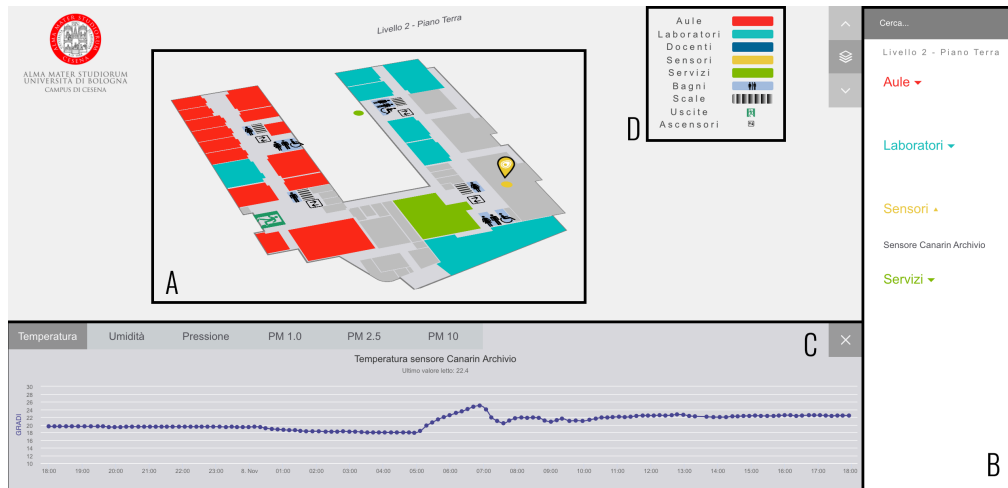 ALMA MATER STUDIORUM
UNIVERSITÀ DI BOLOGNA
CAMPUS DI CESENA
Livello 2 - Piano Terra
A
D
Aule
Laboratori
Docenti
Sensori
Servizi
Bagni
Scale
Uscite
Ascensori
Cerca...
Livello 2 - Piano Terra
Aule
Laboratori
Sensori
Sensore Canarin Archivio
Servizi
B
Temperatura Umidità Pressione PM 1.0 PM 2.5 PM 10
C
Temperatura sensore Canarin Archivio
Ultimo valore letto: 22.4
GRADI
30
28
26
24
22
20
18
16
14
12
10
18:00 19:00 20:00 21:00 22:00 23:00 8. Nov 01:00 02:00 03:00 04:00 05:00 06:00 07:00 08:00 09:00 10:00 11:00 12:00 13:00 14:00 15:00 16:00 17:00 18:00